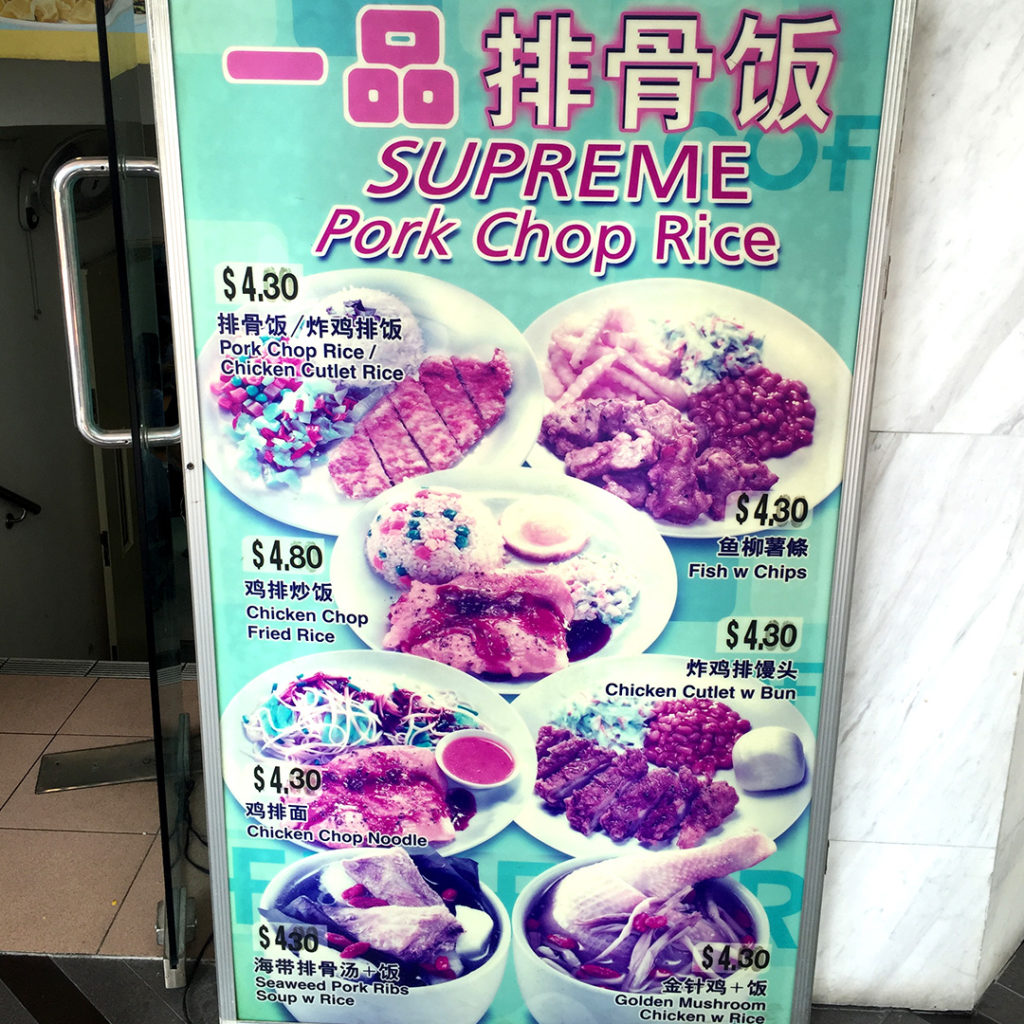 一品 排骨饭
SUPREME
Pork Chop Rice
$4.30
排骨饭/炸鸡排饭
Pork Chop Rice /
Chicken Cutlet Rice
$4.30
鱼柳薯條
Fish w Chips
$4.80
鸡排炒饭
Chicken Chop
Fried Rice
$4.30
炸鸡排馒头
Chicken Cutlet w Bun
$4.30
鸡排面
Chicken Chop Noodle
$4.30
海带排骨汤+饭
Seaweed Pork Ribs
Soup w Rice
$4.30
金针鸡+饭
Golden Mushroom
Chicken w Rice